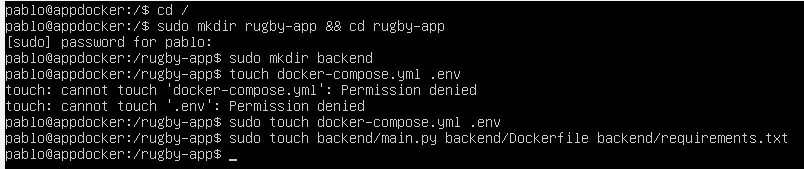 pablo@appdocker:/$ cd /
pablo@appdocker:/$ sudo mkdir rugby-app && cd rugby-app
[sudo] password for pablo:
pablo@appdocker:/rugby-app$ sudo mkdir backend
pablo@appdocker:/rugby-app$ touch docker-compose.yml .env
touch: cannot touch 'docker-compose.yml': Permission denied
touch: cannot touch '.env': Permission denied
pablo@appdocker:/rugby-app$ sudo touch docker-compose.yml .env
pablo@appdocker:/rugby-app$ sudo touch backend/main.py backend/Dockerfile backend/requirements.txt
pablo@appdocker:/rugby-app$ _